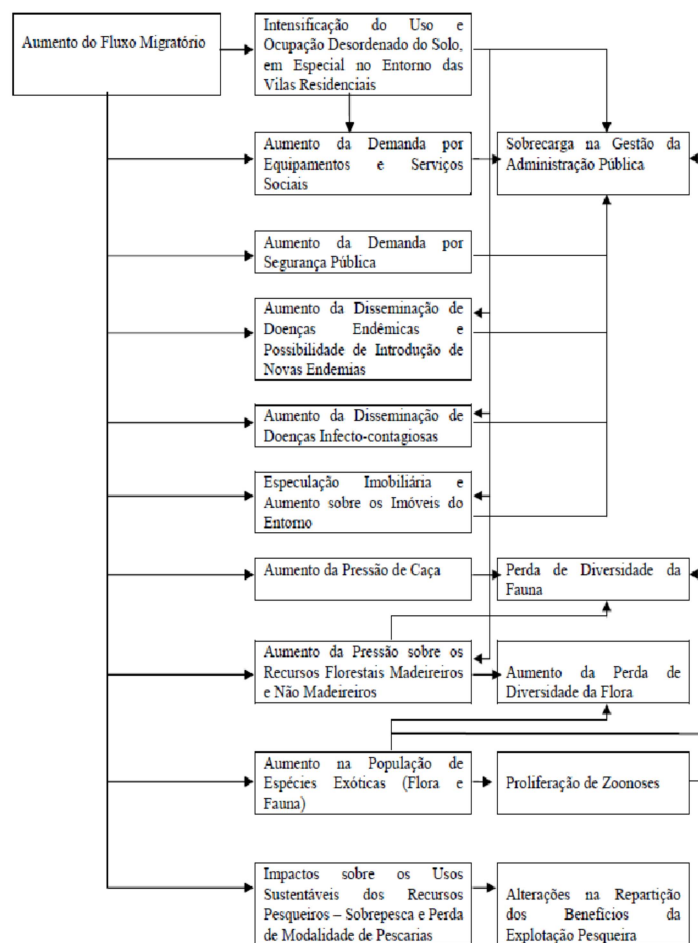 Aumento do Fluxo Migratório
Intensificação do Uso e
Ocupação Desordenado do Solo,
em Especial no Entorno das
Vilas Residenciais
Aumento da Demanda por
Equipamentos e Serviços
Sociais
Sobrecarga na Gestão da
Administração Pública
Aumento da Demanda por
Segurança Pública
Aumento da Disseminação de
Doenças Endêmicas e
Possibilidade de Introdução de
Novas Endemias
Aumento da Disseminação de
Doenças Infecto-contagiosas
Especulação Imobiliária e
Aumento sobre os Imóveis do
Entorno
Aumento da Pressão de Caça
Perda de Diversidade da
Fauna
Aumento da Pressão sobre os
Recursos Florestais Madeireiros
e Não Madeireiros
Aumento da Perda de
Diversidade da Flora
Aumento na População de
Espécies Exóticas (Flora e
Fauna)
Proliferação de Zoonoses
Impactos sobre os Usos
Sustentáveis dos Recursos
Pesqueiros – Sobrepesca e Perda
de Modalidade de Pescarias
Alterações na Repartição
dos Benefícios da
Explotação Pesqueira